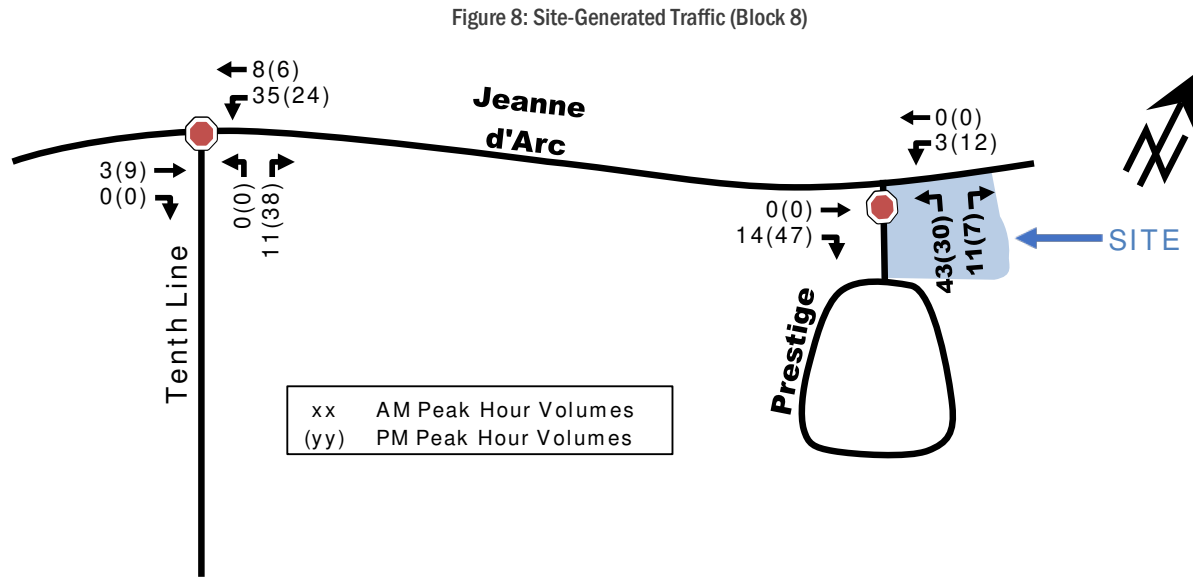 Figure 8: Site-Generated Traffic (Block 8)
8(6)
35(24)
Jeanne
d'Arc
0(0)
3(12)
3(9)
0(0)
0(0)
11(38)
0(0)
14(47)
43(30)
11(7)
SITE
Tenth Line
Prestige
xx AM Peak Hour Volumes
(yy) PM Peak Hour Volumes